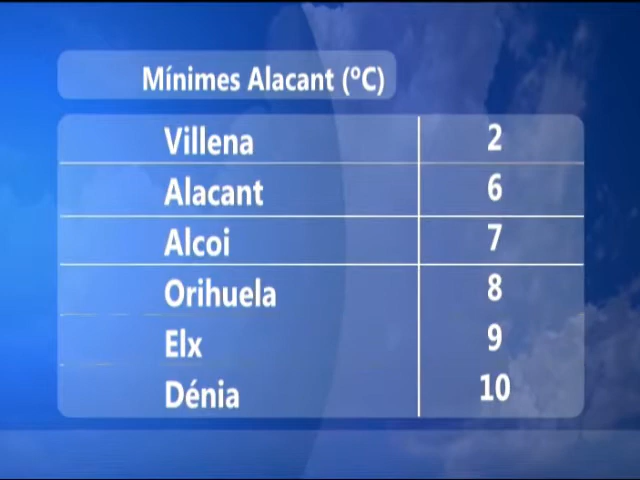 Mínimes Alacant (ºC)
Villena 2
Alacant 6
Alcoi 7
Orihuela 8
Elx 9
Dénia 10